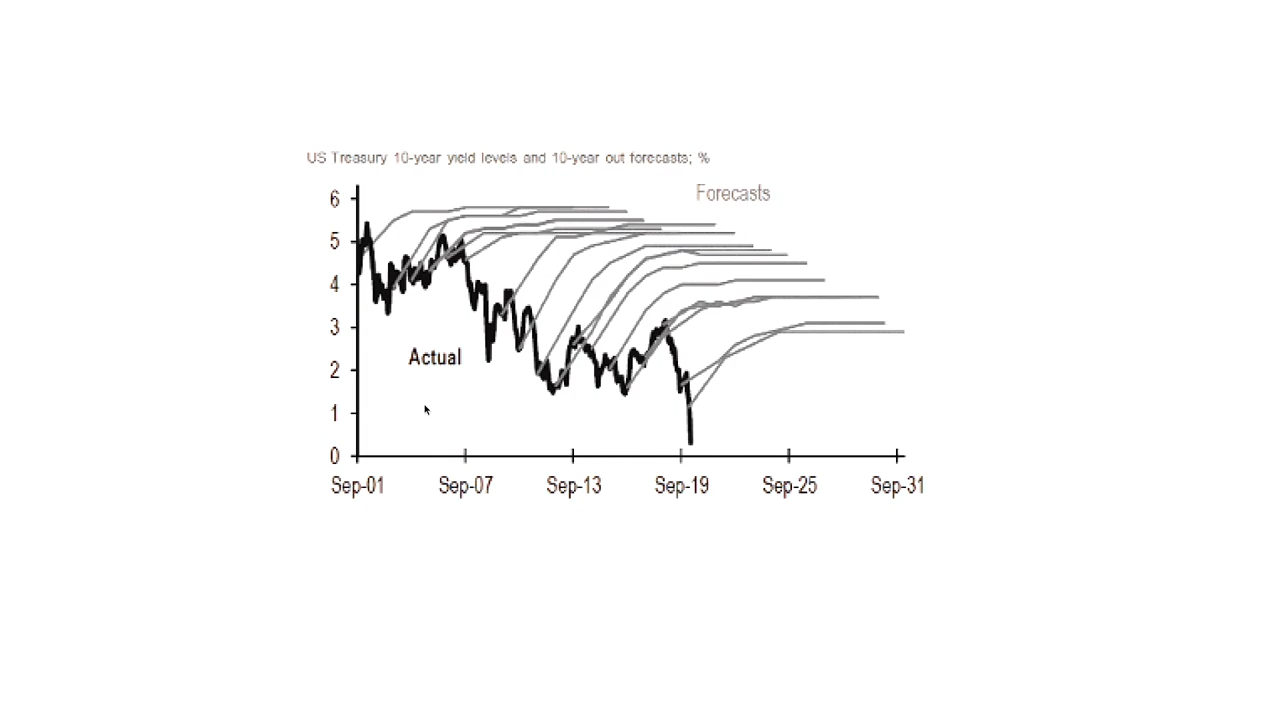 US Treasury 10-year yield levels and 10-year out forecasts; %
Forecasts
6
5
4
3
2
1
0
Actual
Sep-01 Sep-07 Sep-13 Sep-19 Sep-25 Sep-31